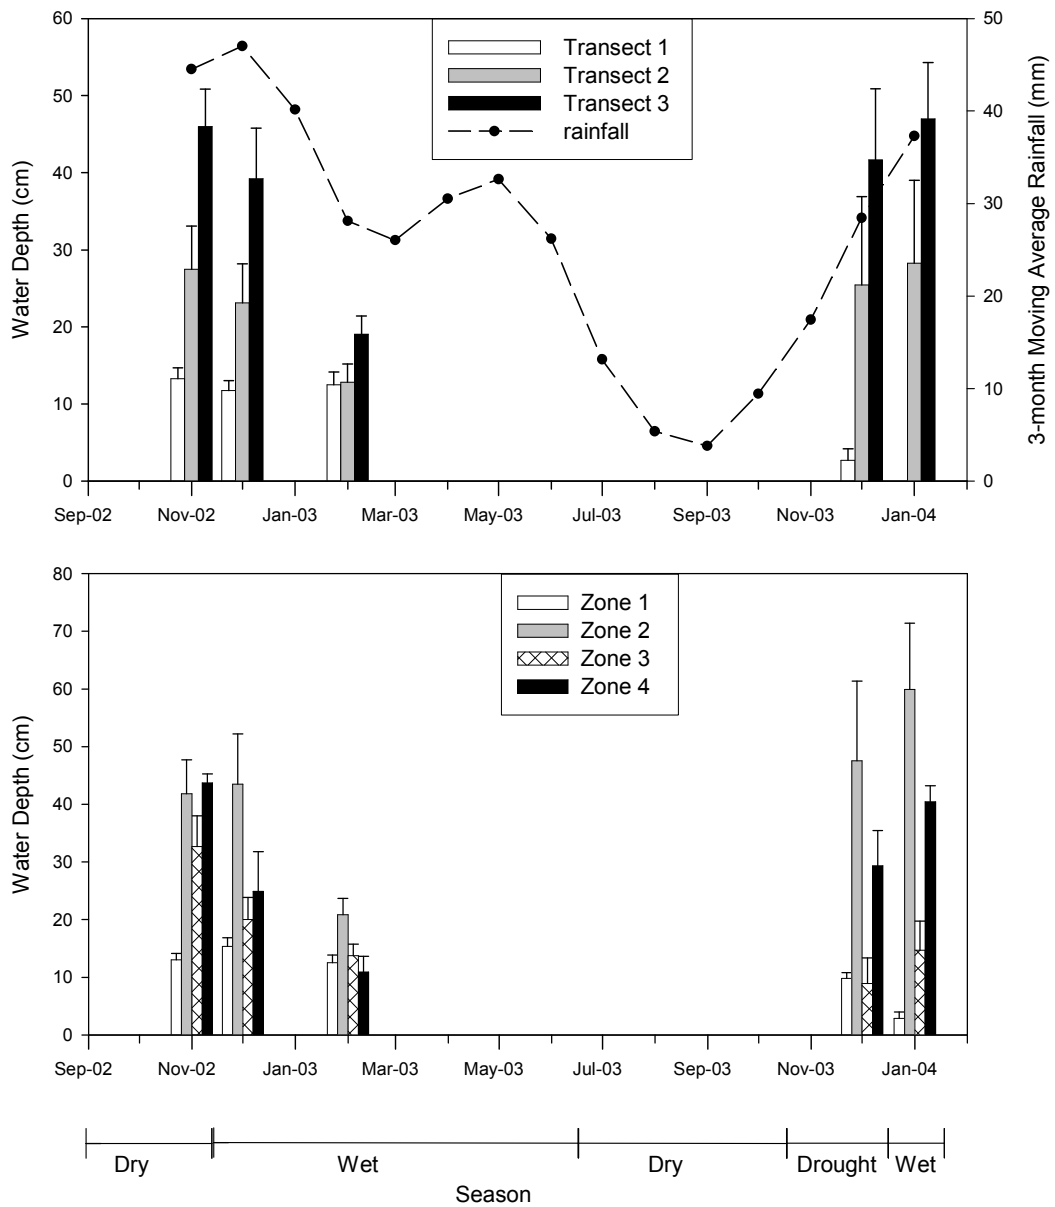 60
50
40
30
20
10
0
Water Depth (cm)
Transect 1
Transect 2
Transect 3
rainfall
50
40
30
20
10
0
3-month Moving Average Rainfall (mm)
Sep-02 Nov-02 Jan-03 Mar-03 May-03 Jul-03 Sep-03 Nov-03 Jan-04
80
70
60
50
40
30
20
10
0
Water Depth (cm)
Zone 1
Zone 2
Zone 3
Zone 4
Sep-02 Nov-02 Jan-03 Mar-03 May-03 Jul-03 Sep-03 Nov-03 Jan-04
Dry Wet Dry Drought Wet
Season